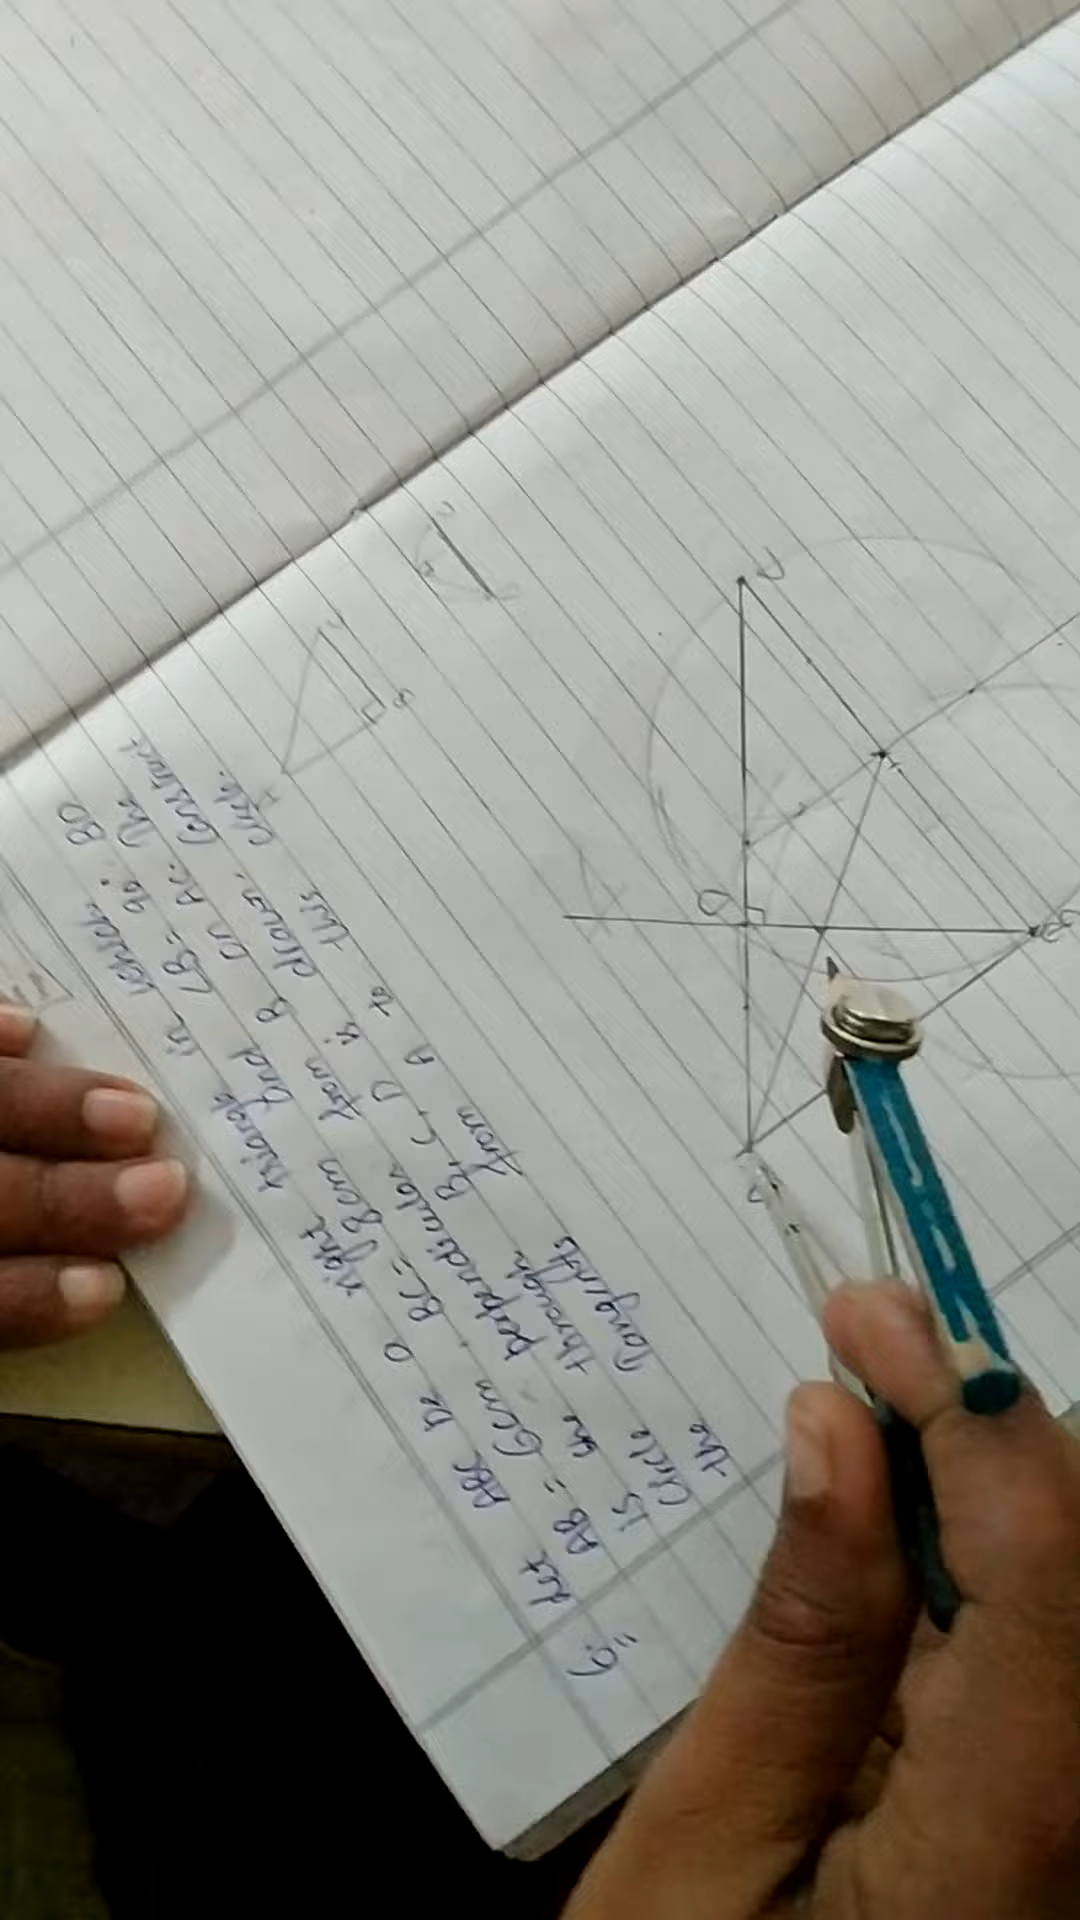 6. Let ABC be a right triangle in which
AB = 6cm, BC = 8cm and ∠B = 90°. BD
is the perpendicular from B on AC. The
Circle through B, C, D is drawn. Construct
the Tangints from A to this circle.
A
B
C
D
B